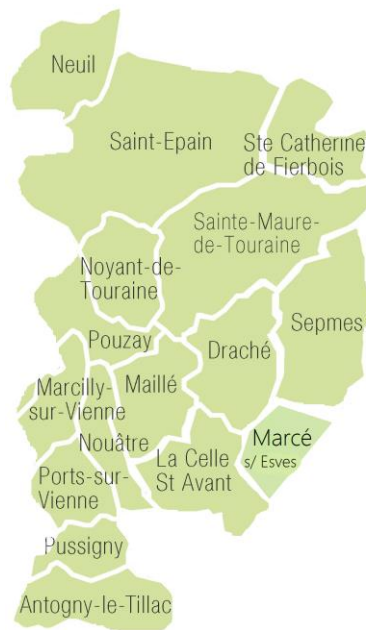 Neuil
Saint-Epain
Ste Catherine
de Fierbois
Sainte-Maure-
de-Touraine
Noyant-de-
Touraine
Sepmes
Pouzay
Draché
Marcilly-
sur-Vienne
Maillé
Nouâtre
Marcé
s/ Esves
La Celle
St Avant
Ports-sur-
Vienne
Pussigny
Antogny-le-Tillac